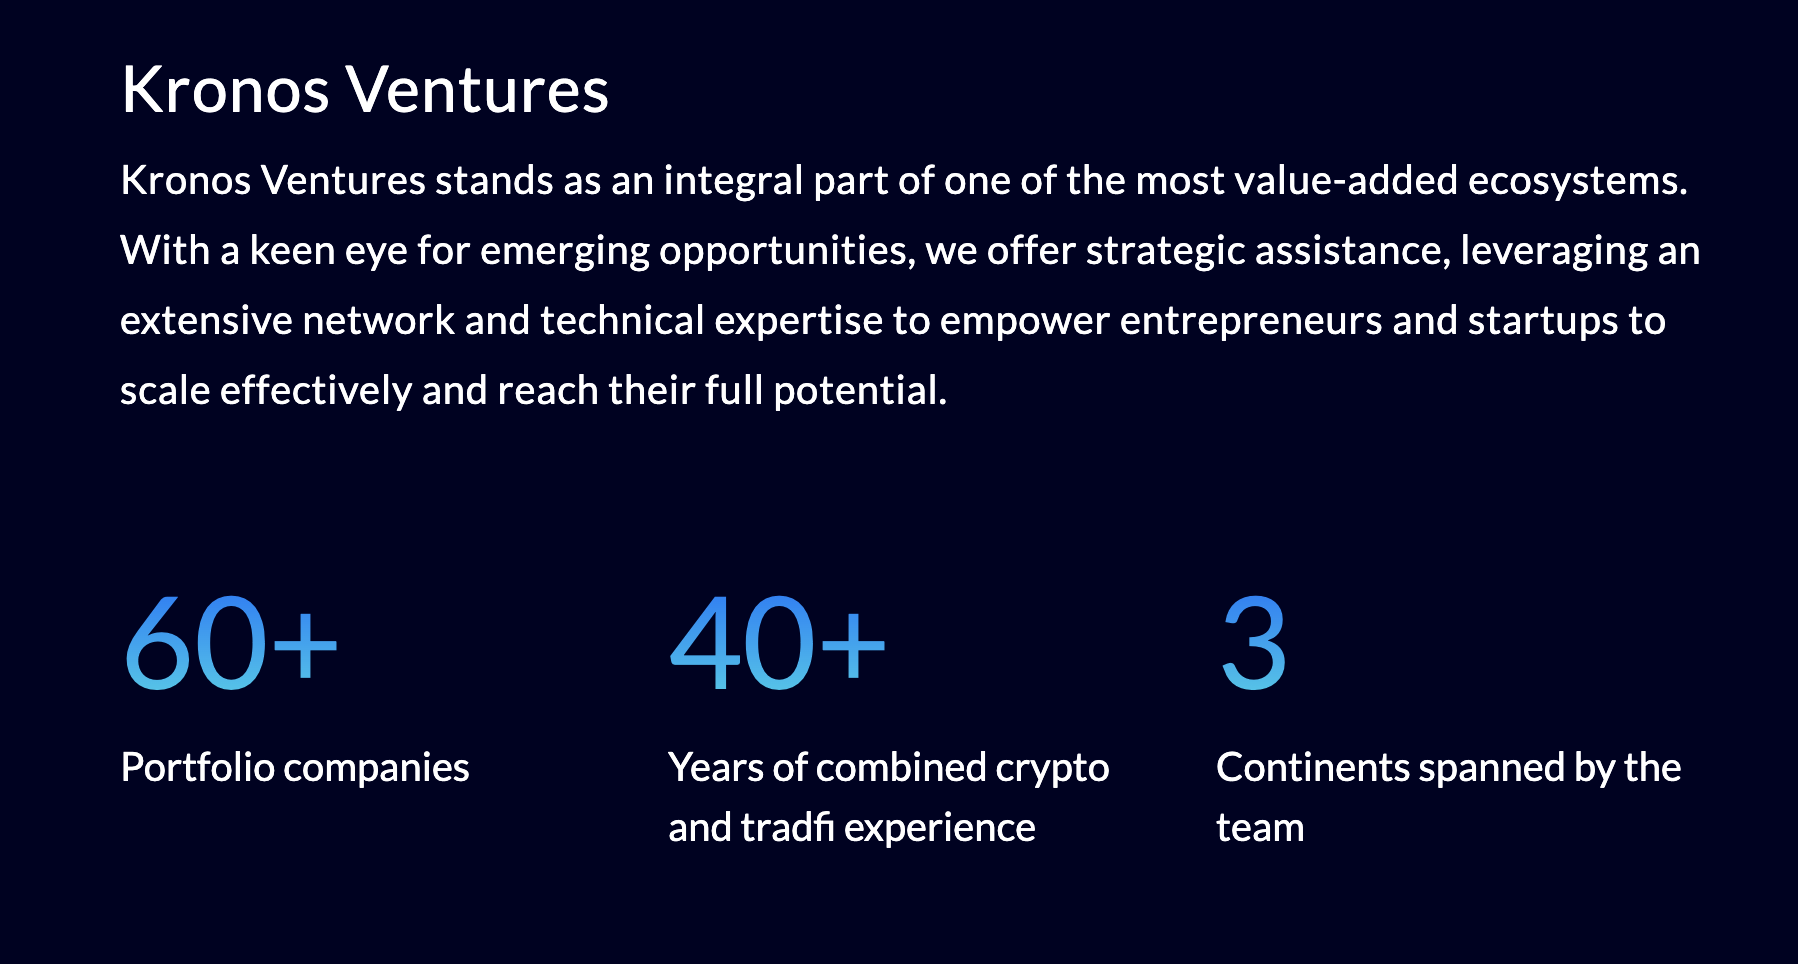 Kronos Ventures
Kronos Ventures stands as an integral part of one of the most value-added ecosystems.
With a keen eye for emerging opportunities, we offer strategic assistance, leveraging an
extensive network and technical expertise to empower entrepreneurs and startups to
scale effectively and reach their full potential.
60+
Portfolio companies
40+
Years of combined crypto
and tradfi experience
3
Continents spanned by the
team